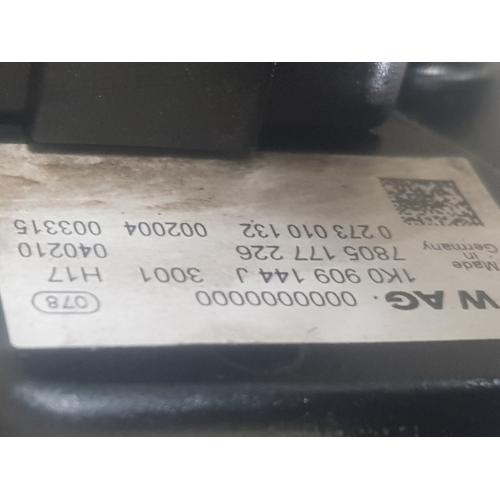 W AG. 000000000 078
1K0 909 144 J 3001 H17
7805 177 226 040210
0 273 010 132 002004 003315
Made
in
Germany